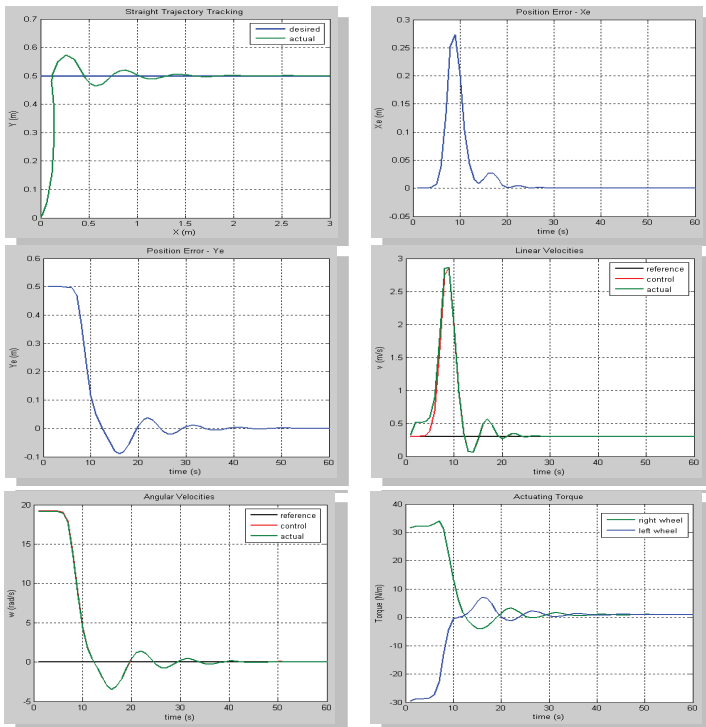 Straight Trajectory Tracking
0.7
0.6
0.5
0.4
0.3
0.2
0.1
0
Y (m)
desired
actual
0 0.5 1 1.5 2 2.5 3
X (m)
Position Error - Xe
0.3
0.25
0.2
0.15
0.1
0.05
0
-0.05
Xe (m)
0 10 20 30 40 50 60
time (s)
Position Error - Ye
0.6
0.5
0.4
0.3
0.2
0.1
0
-0.1
Ye (m)
0 10 20 30 40 50 60
time (s)
Linear Velocities
3
2.5
2
1.5
1
0.5
0
v (m/s)
reference
control
actual
0 10 20 30 40 50 60
time (s)
Angular Velocities
20
15
10
5
0
-5
w (rad/s)
reference
control
actual
0 10 20 30 40 50 60
time (s)
Actuating Torque
40
30
20
10
0
-10
-20
-30
Torque (N/m)
right wheel
left wheel
0 10 20 30 40 50 60
time (s)